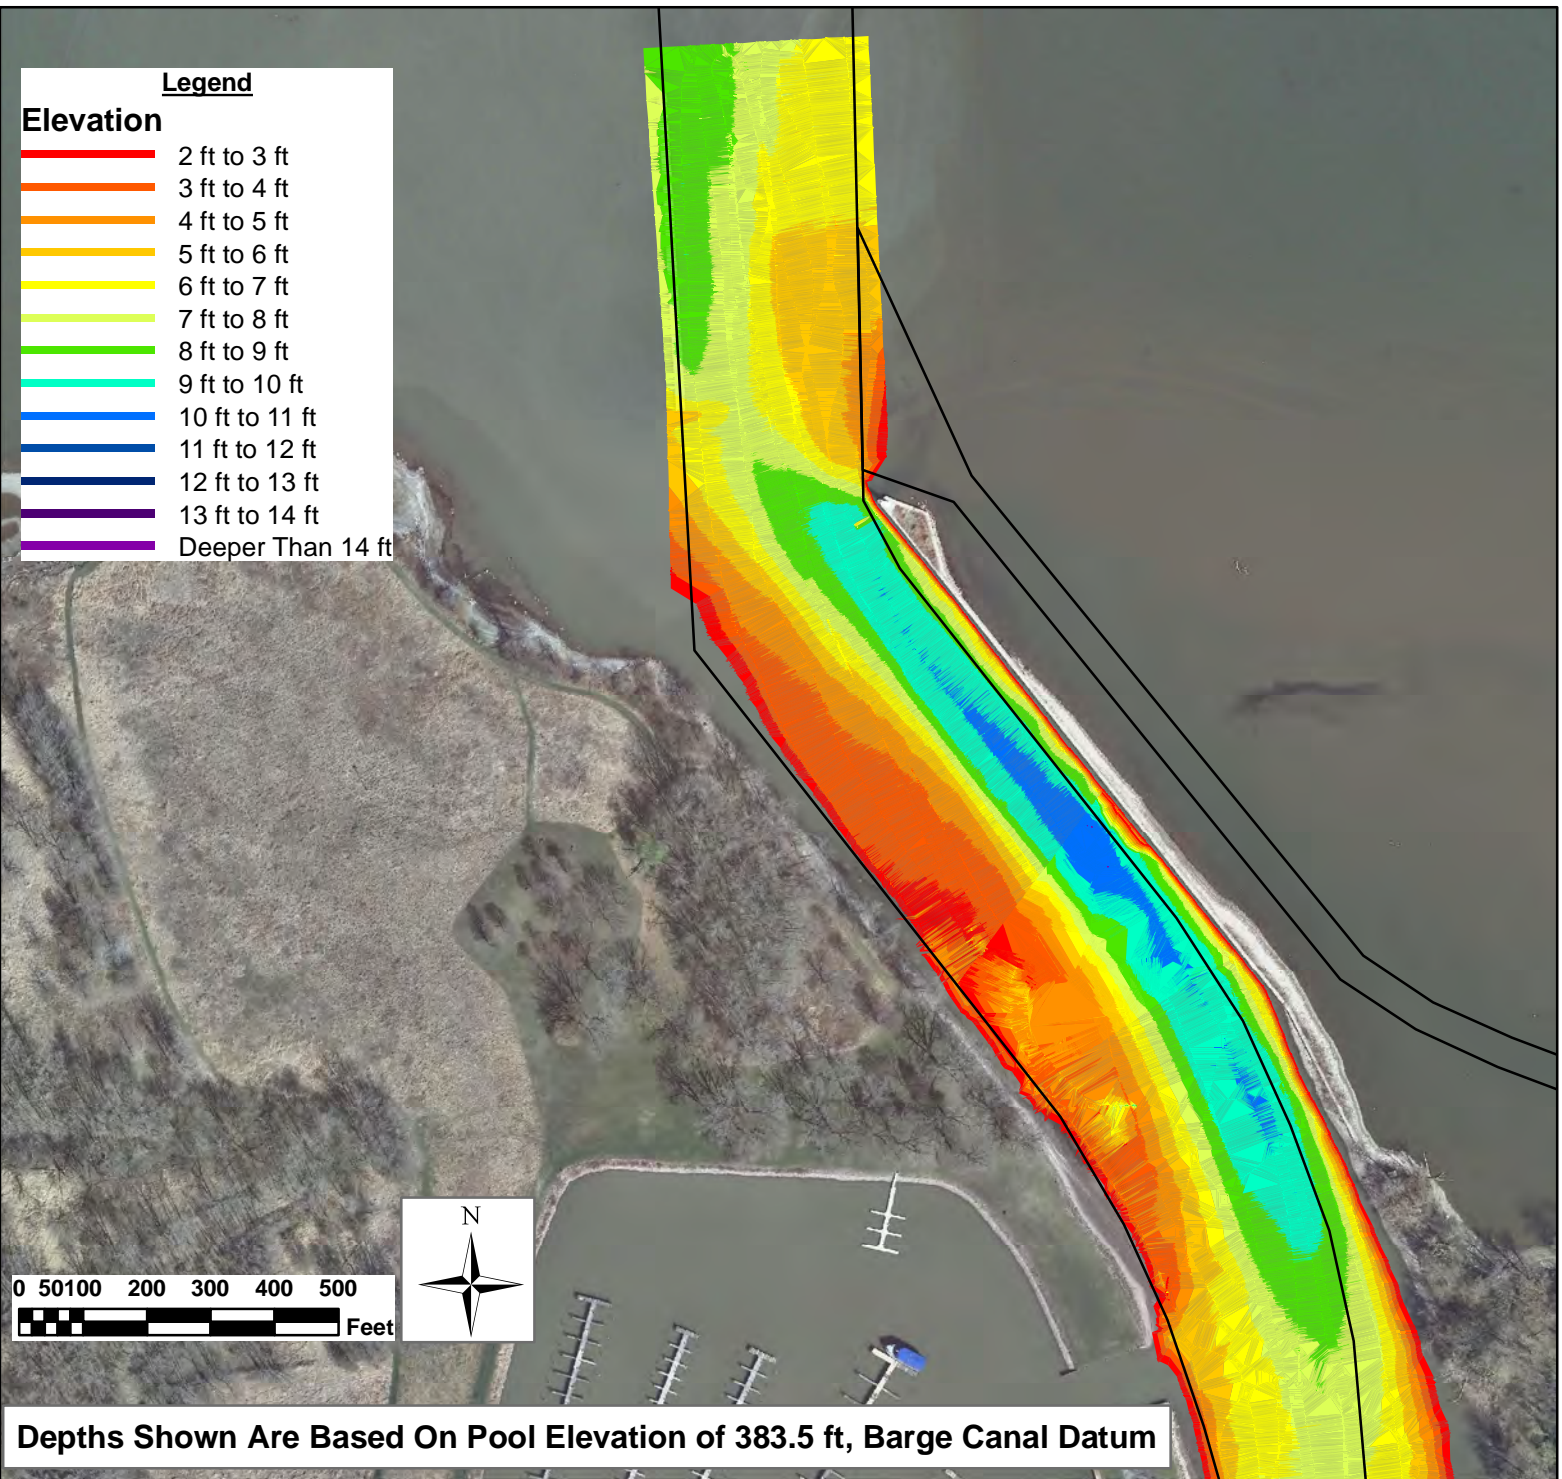 Legend
Elevation
2 ft to 3 ft
3 ft to 4 ft
4 ft to 5 ft
5 ft to 6 ft
6 ft to 7 ft
7 ft to 8 ft
8 ft to 9 ft
9 ft to 10 ft
10 ft to 11 ft
11 ft to 12 ft
12 ft to 13 ft
13 ft to 14 ft
Deeper Than 14 ft
N
0 50 100 200 300 400 500
Feet
Depths Shown Are Based On Pool Elevation of 383.5 ft, Barge Canal Datum